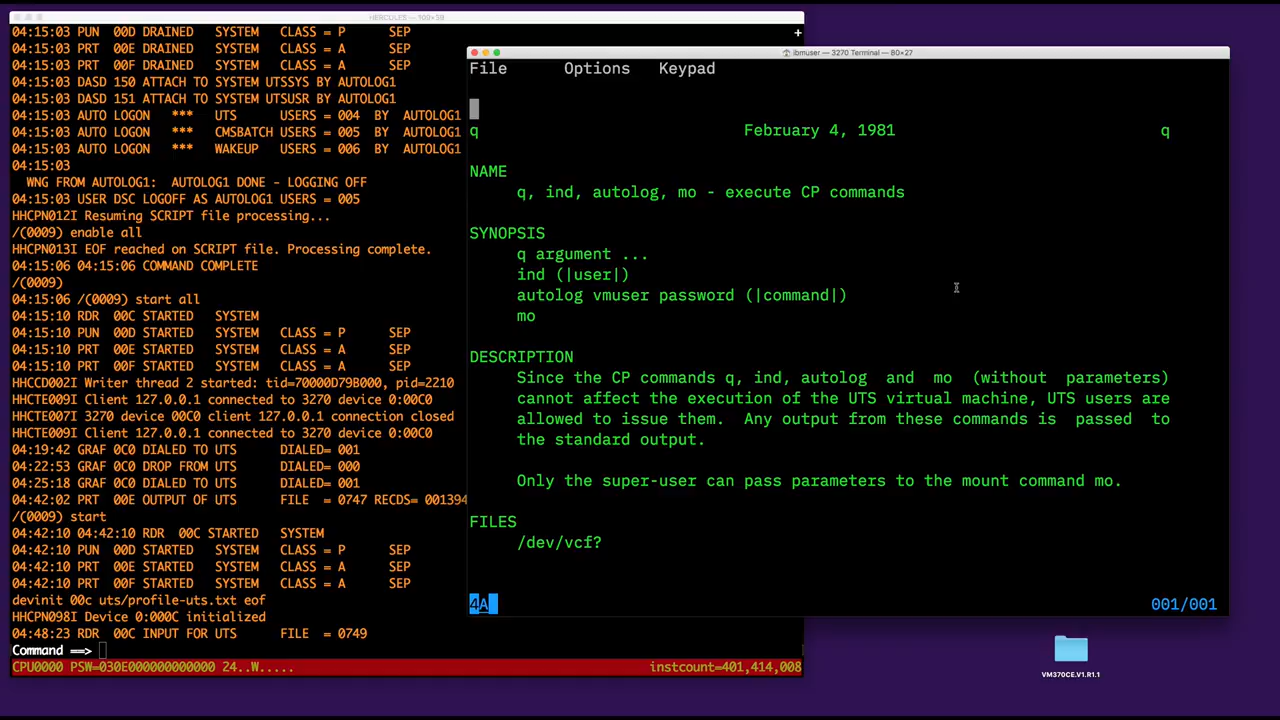 HERCULES — 100×39
04:15:03 PUN 00D DRAINED SYSTEM CLASS = P SEP
04:15:03 PRT 00E DRAINED SYSTEM CLASS = A SEP
04:15:03 PRT 00F DRAINED SYSTEM CLASS = A SEP
04:15:03 DASD 150 ATTACH TO SYSTEM UTSSYS BY AUTOLOG1
04:15:03 DASD 151 ATTACH TO SYSTEM UTSUSR BY AUTOLOG1
04:15:03 AUTO LOGON *** UTS USERS = 004 BY AUTOLOG1
04:15:03 AUTO LOGON *** CMSBATCH USERS = 005 BY AUTOLOG1
04:15:03 AUTO LOGON *** WAKEUP USERS = 006 BY AUTOLOG1
04:15:03
WNG FROM AUTOLOG1: AUTOLOG1 DONE - LOGGING OFF
04:15:03 USER DSC LOGOFF AS AUTOLOG1 USERS = 005
HHCPN012I Resuming SCRIPT file processing...
/(0009) enable all
HHCPN013I EOF reached on SCRIPT file. Processing complete.
04:15:06 04:15:06 COMMAND COMPLETE
/(0009)
04:15:06 /(0009) start all
04:15:10 RDR 00C STARTED SYSTEM
04:15:10 PUN 00D STARTED SYSTEM CLASS = P SEP
04:15:10 PRT 00E STARTED SYSTEM CLASS = A SEP
04:15:10 PRT 00F STARTED SYSTEM CLASS = A SEP
HHCCD002I Writer thread 2 started: tid=70000D79B000, pid=2210
HHCTE009I Client 127.0.0.1 connected to 3270 device 0:00C0
HHCTE007I 3270 device 00C0 client 127.0.0.1 connection closed
HHCTE009I Client 127.0.0.1 connected to 3270 device 0:00C0
04:19:42 GRAF 0C0 DIALED TO UTS DIALED= 001
04:22:53 GRAF 0C0 DROP FROM UTS DIALED= 000
04:25:18 GRAF 0C0 DIALED TO UTS DIALED= 001
04:42:02 PRT 00E OUTPUT OF UTS FILE = 0747 RECDS= 001394
/(0009) start
04:42:10 04:42:10 RDR 00C STARTED SYSTEM
04:42:10 PUN 00D STARTED SYSTEM CLASS = P SEP
04:42:10 PRT 00E STARTED SYSTEM CLASS = A SEP
04:42:10 PRT 00F STARTED SYSTEM CLASS = A SEP
devinit 00c uts/profile-uts.txt eof
HHCPN098I Device 0:000C initialized
04:48:23 RDR 00C INPUT FOR UTS FILE = 0749
Command ==>
CPU0000 PSW=030E000000000000 24..W..... instcount=401,414,008
ibmuser — 3270 Terminal — 80×27
File Options Keypad
q February 4, 1981 q
NAME
q, ind, autolog, mo - execute CP commands
SYNOPSIS
q argument ...
ind (|user|)
autolog vmuser password (|command|)
mo
DESCRIPTION
Since the CP commands q, ind, autolog and mo (without parameters)
cannot affect the execution of the UTS virtual machine, UTS users are
allowed to issue them. Any output from these commands is passed to
the standard output.
Only the super-user can pass parameters to the mount command mo.
FILES
/dev/vcf?
4A 001/001
VM370CE.V1.R1.1